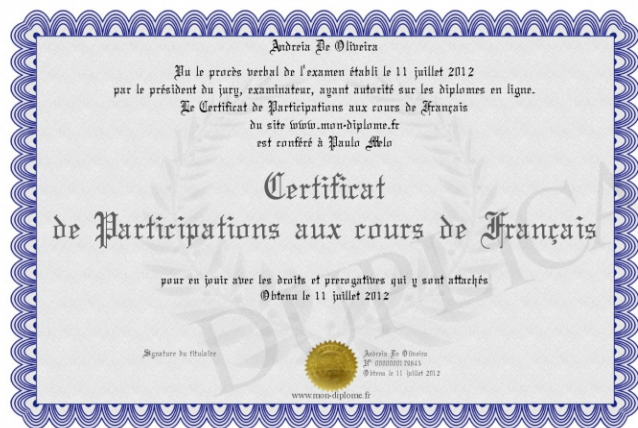 Andreia De Oliveira
Vu le procès verbal de l'examen établi le 11 juillet 2012
par le président du jury, examinateur, ayant autorité sur les diplomes en ligne.
Le Certificat de Participations aux cours de Français
du site www.mon-diplome.fr
est conféré à Paulo Melo
Certificat
de Participations aux cours de Français
pour en jouir avec les droits et prerogatives qui y sont attachés
Obtenu le 11 juillet 2012
Signature du titulaire
Andreia De Oliveira
Obtenu le 11 juillet 2012
www.mon-diplome.fr
DUPLICA